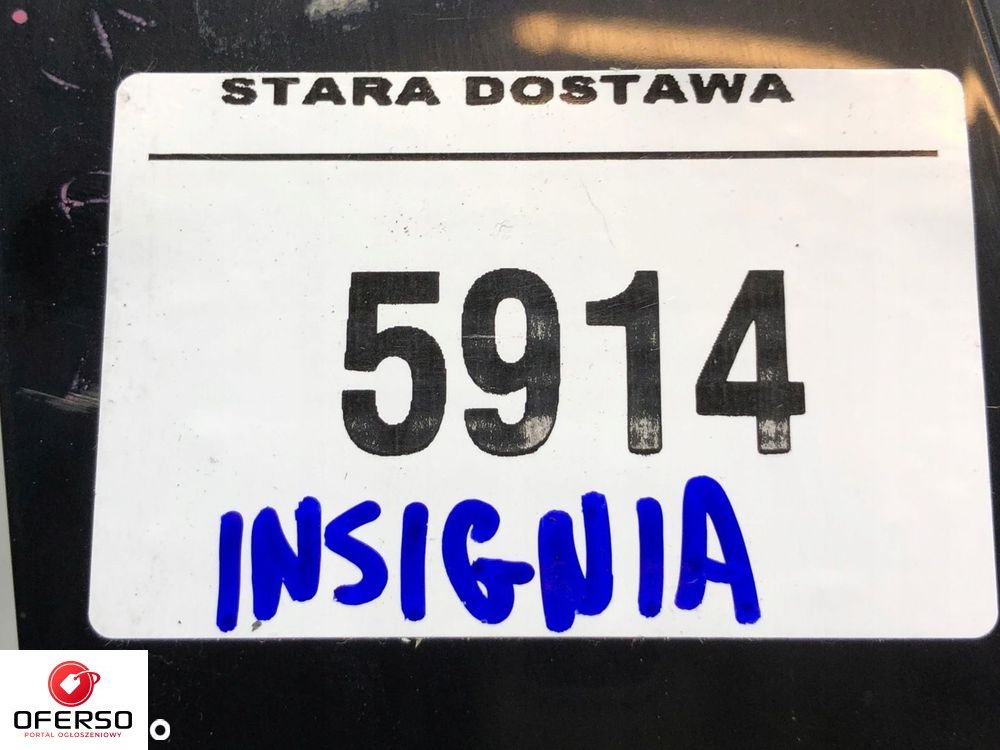 STARA DOSTAWA
5914
INSIGNIA
OFERSO
PORTAL OGŁOSZENIOWY